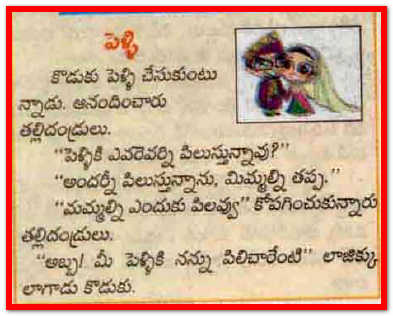 పెళ్ళి
కొడుకు పెళ్ళి చేసుకుంటు
న్నాడు. ఆనందించారు
తల్లిదండ్రులు.
"పెళ్ళికి ఎవరెవర్ని పిలుస్తున్నావు?"
"అందర్నీ పిలుస్తున్నాను, మిమ్మల్ని తప్ప."
"మమ్మల్ని ఎందుకు పిలవ్వు" కోపగించుకున్నారు
తల్లిదండ్రులు.
"అబ్బ! మీ పెళ్ళికి నన్ను పిలిచారేంటి" లాజిక్కు
లాగాడు కొడుకు.